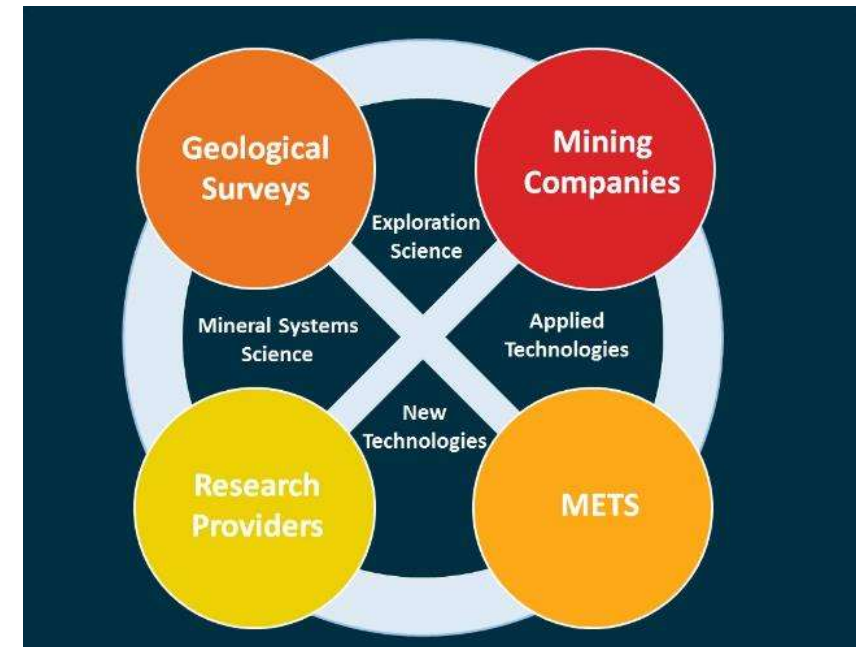 Geological
Surveys
Mining
Companies
Exploration
Science
Mineral Systems
Science
Applied
Technologies
New
Technologies
Research
Providers
METS